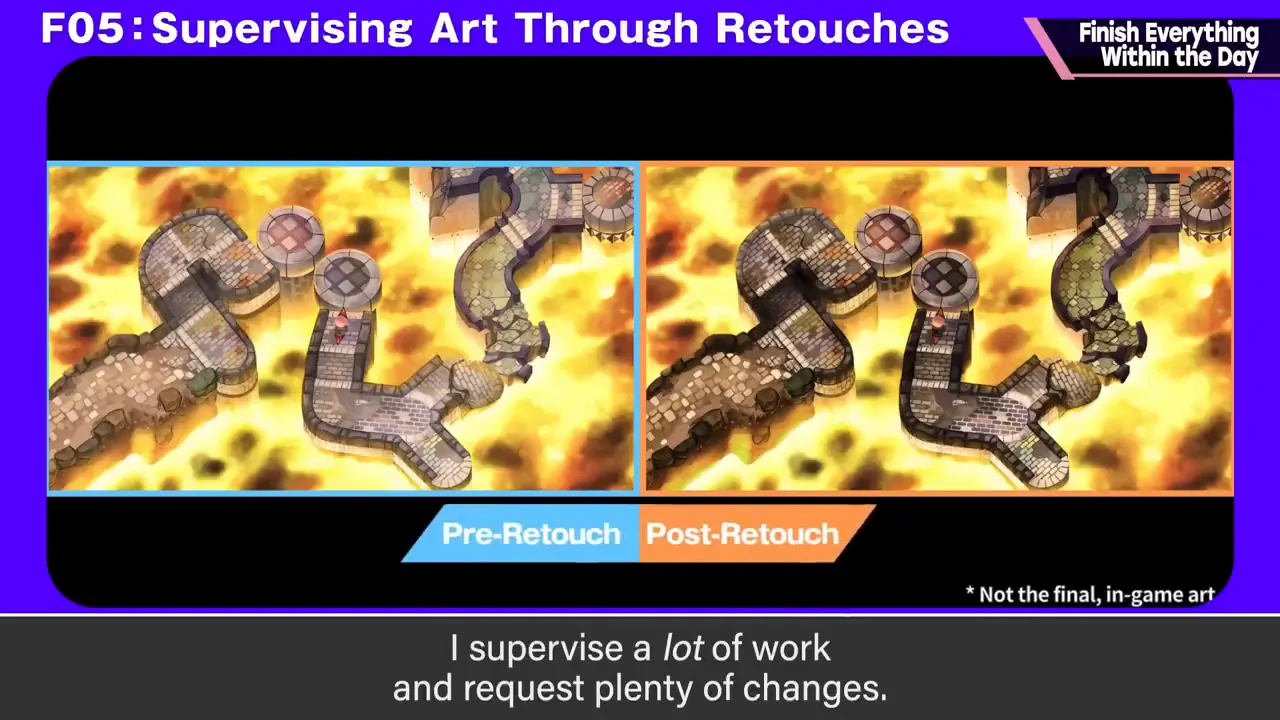 F05:Supervising Art Through Retouches
Finish Everything
Within the Day
Pre-Retouch
Post-Retouch
* Not the final, in-game art
I supervise a lot of work
and request plenty of changes.